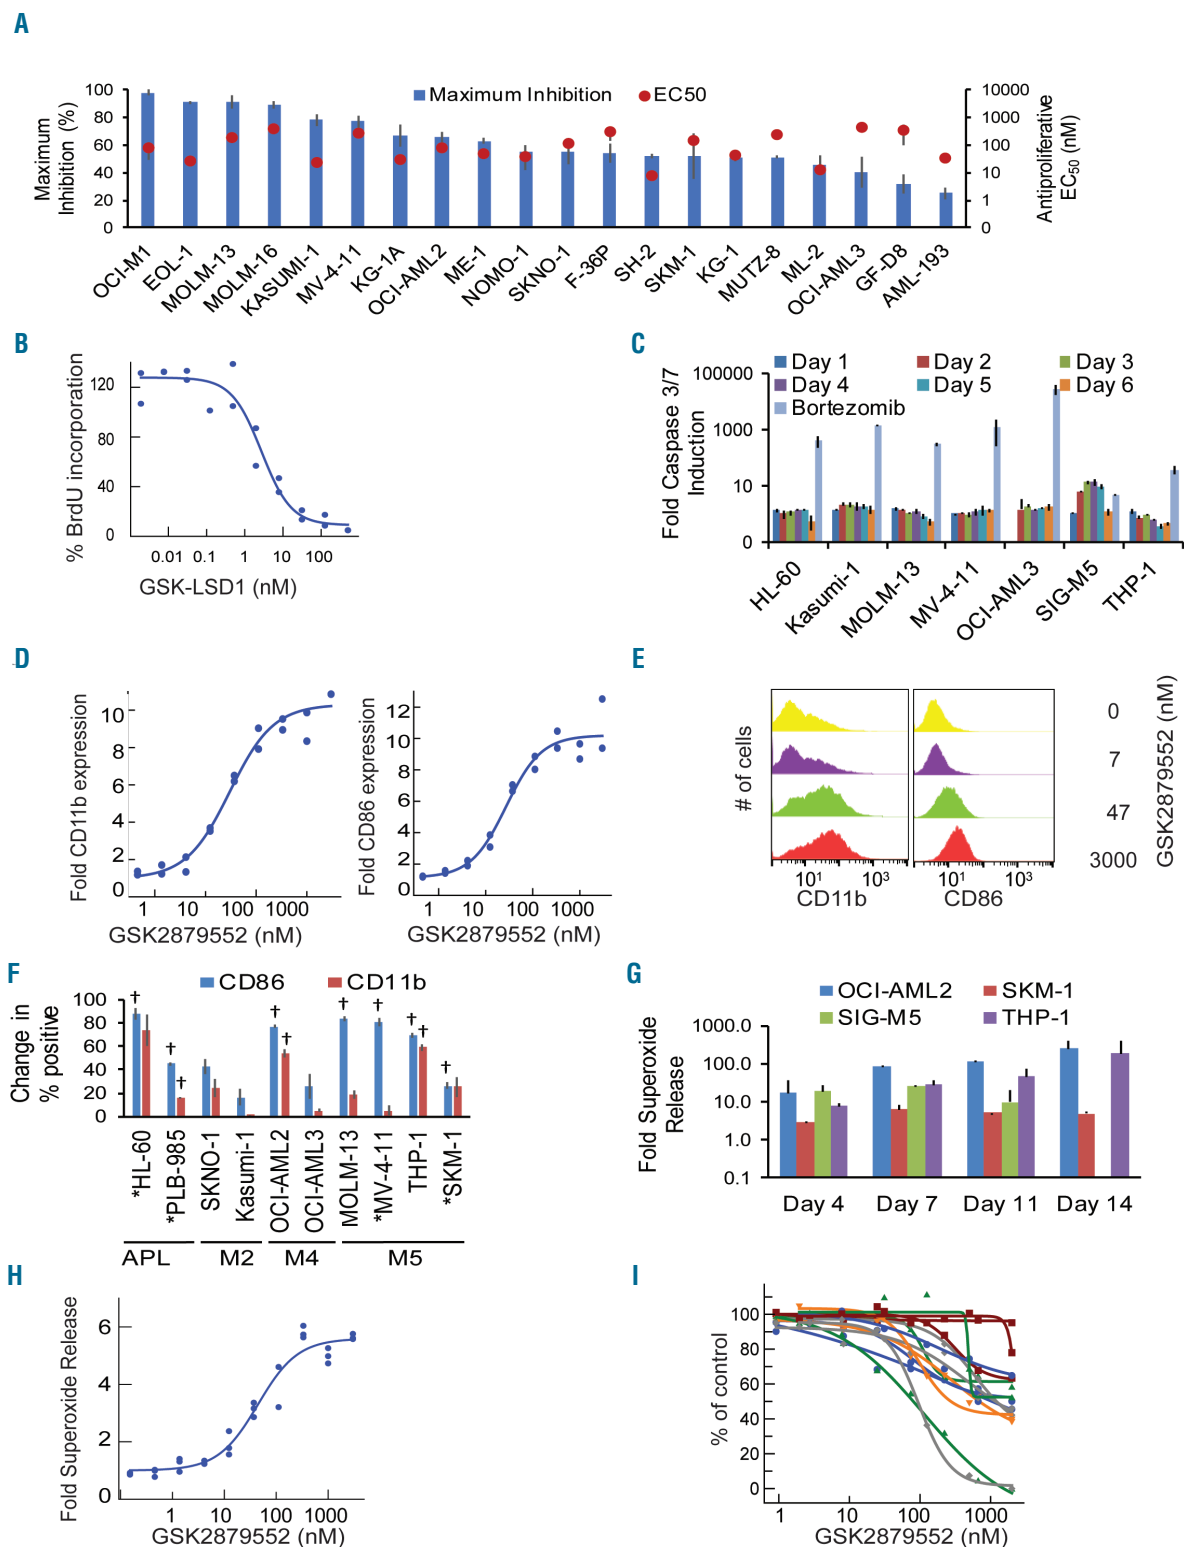 A
Maximum Inhibition (%)
100
80
60
40
20
0
Maximum Inhibition
EC50
10000
1000
100
10
1
0
Antiproliferative EC50 (nM)
OCI-M1
EOL-1
MOLM-13
MOLM-16
KASUMI-1
MV-4-11
KG-1A
OCI-AML2
ME-1
NOMO-1
SKNO-1
F-36P
SH-2
SKM-1
KG-1
MUTZ-8
ML-2
OCI-AML3
GF-D8
AML-193
B
% BrdU incorporation
120
80
40
0
0.01 0.1 1 10 100
GSK-LSD1 (nM)
C
Fold Caspase 3/7 Induction
Day 1 Day 2 Day 3
Day 4 Day 5 Day 6
Bortezomib
100000
1000
10
0
HL-60
Kasumi-1
MOLM-13
MV-4-11
OCI-AML3
SIG-M5
THP-1
D
Fold CD11b expression
10
8
6
4
2
0
1 10 100 1000
GSK2879552 (nM)
Fold CD86 expression
12
10
8
6
4
2
0
1 10 100 1000
GSK2879552 (nM)
E
# of cells
0
7
47
3000
GSK2879552 (nM)
10¹ 10³
CD11b
10¹ 10³
CD86
F
CD86 CD11b
Change in % positive
100
80
60
40
20
0
† † † † † † † † † †
*HL-60
*PLB-985
SKNO-1
Kasumi-1
OCI-AML2
OCI-AML3
MOLM-13
*MV-4-11
THP-1
*SKM-1
APL M2 M4 M5
G
OCI-AML2 SKM-1
SIG-M5 THP-1
Fold Superoxide Release
1000.0
100.0
10.0
1.0
0.1
Day 4 Day 7 Day 11 Day 14
H
Fold Superoxide Release
6
4
2
0
1 10 100 1000
GSK2879552 (nM)
I
% of control
100
80
60
40
20
0
1 10 100 1000
GSK2879552 (nM)